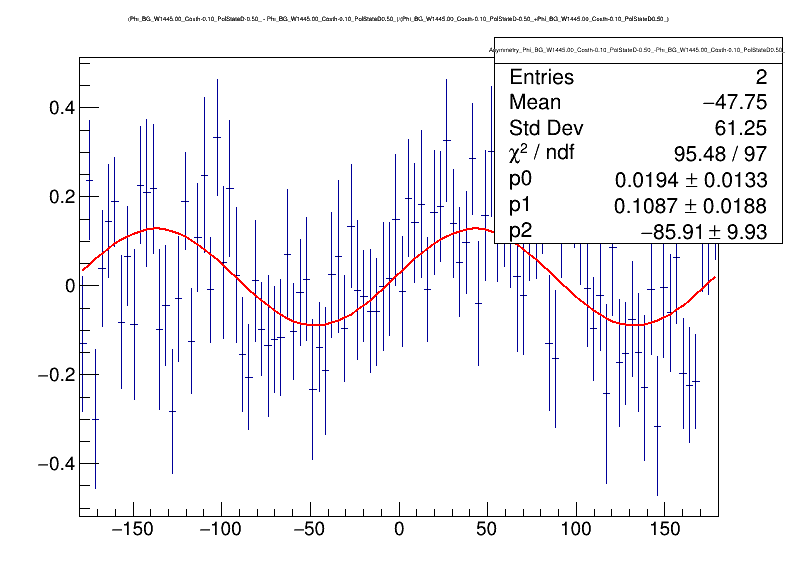 (Phi_BG_W1445.00_Costh-0.10_PolStateD-0.50_- Phi_BG_W1445.00_Costh-0.10_PolStateD-0.50_)/(Phi_BG_W1445.00_Costh-0.10_PolStateD-0.50_+Phi_BG_W1445.00_Costh-0.10_PolStateD0.50_)
Asymmetry_Phi_BG_W1445.00_Costh-0.10_PolStateD-0.50_-Phi_BG_W1445.00_Costh-0.10_PolStateD0.50_
Entries 2
Mean −47.75
Std Dev 61.25
χ² / ndf 95.48 / 97
p0 0.0194 ± 0.0133
p1 0.1087 ± 0.0188
p2 −85.91 ± 9.93
0.4
0.2
0
−0.2
−0.4
−150 −100 −50 0 50 100 150